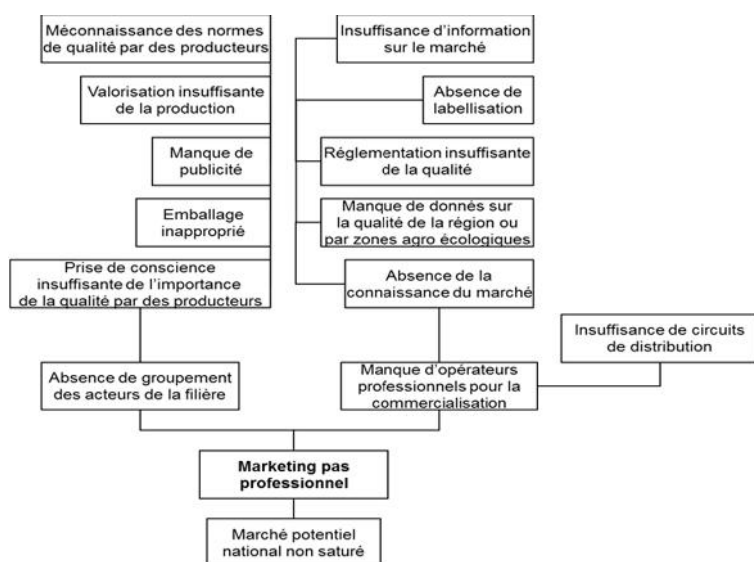 Méconnaissance des normes
de qualité par des producteurs
Valorisation insuffisante
de la production
Manque de
publicité
Emballage
inapproprié
Prise de conscience
insuffisante de l'importance
de la qualité par des producteurs
Absence de groupement
des acteurs de la filière
Insuffisance d'information
sur le marché
Absence de
labellisation
Réglementation insuffisante
de la qualité
Manque de donnés sur
la qualité de la région ou
par zones agro écologiques
Absence de la
connaissance du marché
Insuffisance de circuits
de distribution
Manque d'opérateurs
professionnels pour la
commercialisation
Marketing pas
professionnel
Marché potentiel
national non saturé